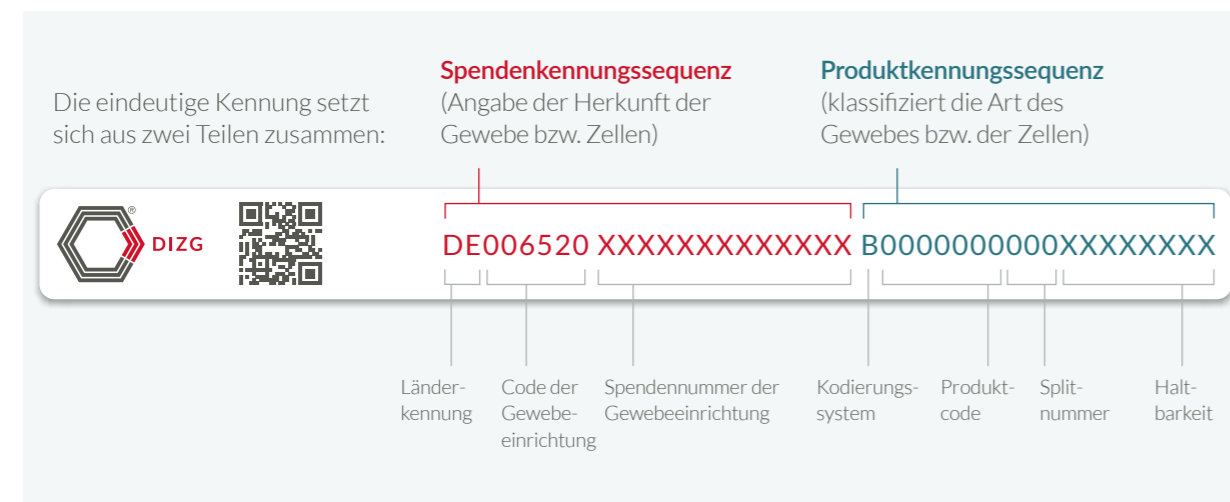 Die eindeutige Kennung setzt
sich aus zwei Teilen zusammen:
Spendenkennungssequenz
(Angabe der Herkunft der
Gewebe bzw. Zellen)
Produktkennungssequenz
(klassifiziert die Art des
Gewebes bzw. der Zellen)
® DIZG
DE006520 XXXXXXXXXXXXX B0000000000XXXXXXXX
Länder-
kennung
Code der
Gewebe-
einrichtung
Spendennummer der
Gewebeeinrichtung
Kodierungs-
system
Produkt-
code
Split-
nummer
Halt-
barkeit